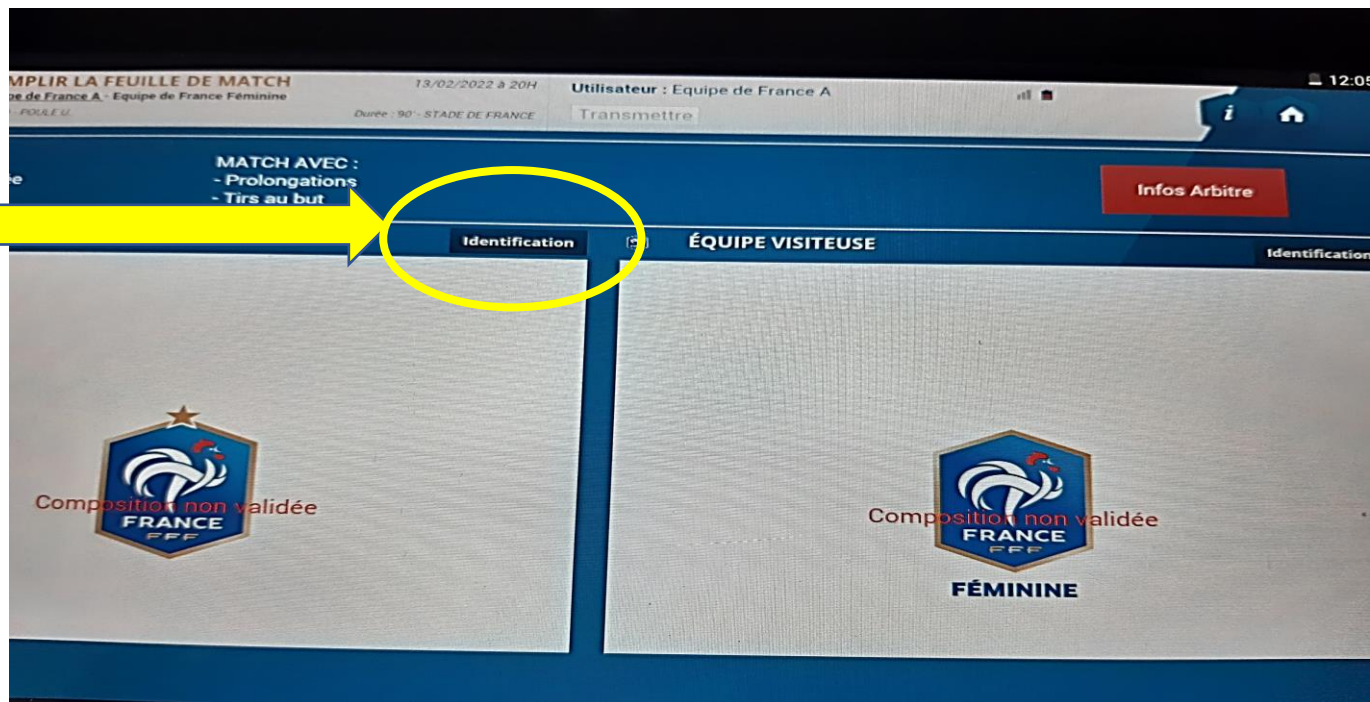 MPLIR LA FEUILLE DE MATCH
pe de France A - Equipe de France Féminine
- POULE U.
13/02/2022 à 20H
Durée : 90' - STADE DE FRANCE
Utilisateur : Equipe de France A
Transmettre
12:05
i
MATCH AVEC :
- Prolongations
- Tirs au but
Infos Arbitre
Identification
ÉQUIPE VISITEUSE
Identification
Composition non validée
FRANCE
FFF
Composition non validée
FRANCE
FFF
FÉMININE